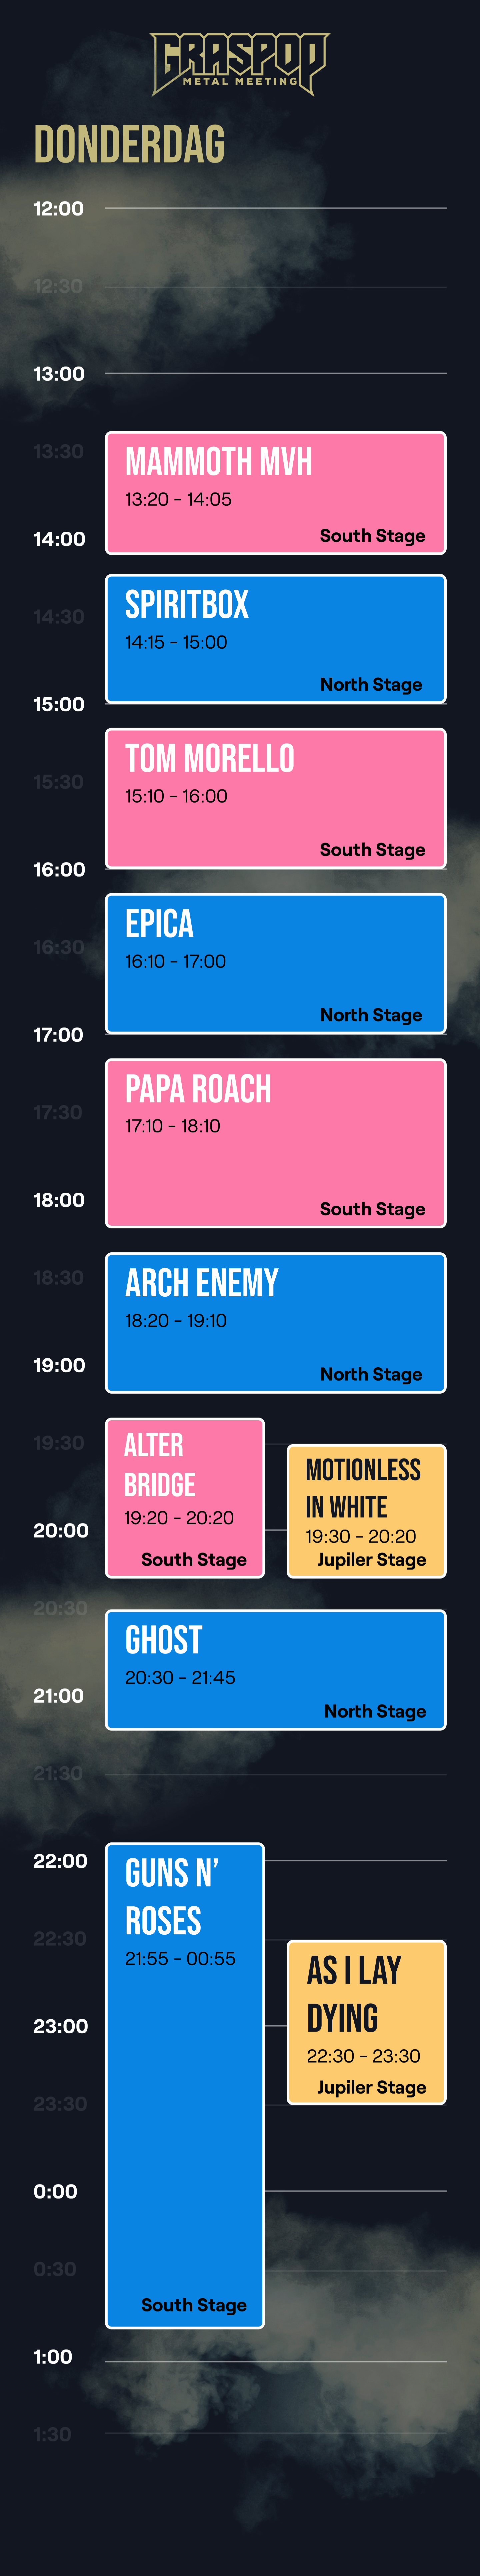 GRASPOP
METAL MEETING
DONDERDAG
12:00
12:30
13:00
13:30
MAMMOTH MVH
13:20 - 14:05
South Stage
14:00
SPIRITBOX
14:30
14:15 - 15:00
North Stage
15:00
TOM MORELLO
15:30
15:10 - 16:00
South Stage
16:00
EPICA
16:30
16:10 - 17:00
North Stage
17:00
PAPA ROACH
17:30
17:10 - 18:10
18:00
South Stage
18:30
ARCH ENEMY
18:20 - 19:10
19:00
North Stage
19:30
ALTER
BRIDGE
19:20 - 20:20
South Stage
MOTIONLESS
IN WHITE
19:30 - 20:20
Jupiler Stage
20:00
20:30
GHOST
20:30 - 21:45
21:00
North Stage
21:30
22:00
GUNS N’
ROSES
21:55 - 00:55
22:30
AS I LAY
DYING
22:30 - 23:30
Jupiler Stage
23:00
23:30
0:00
0:30
South Stage
1:00
1:30